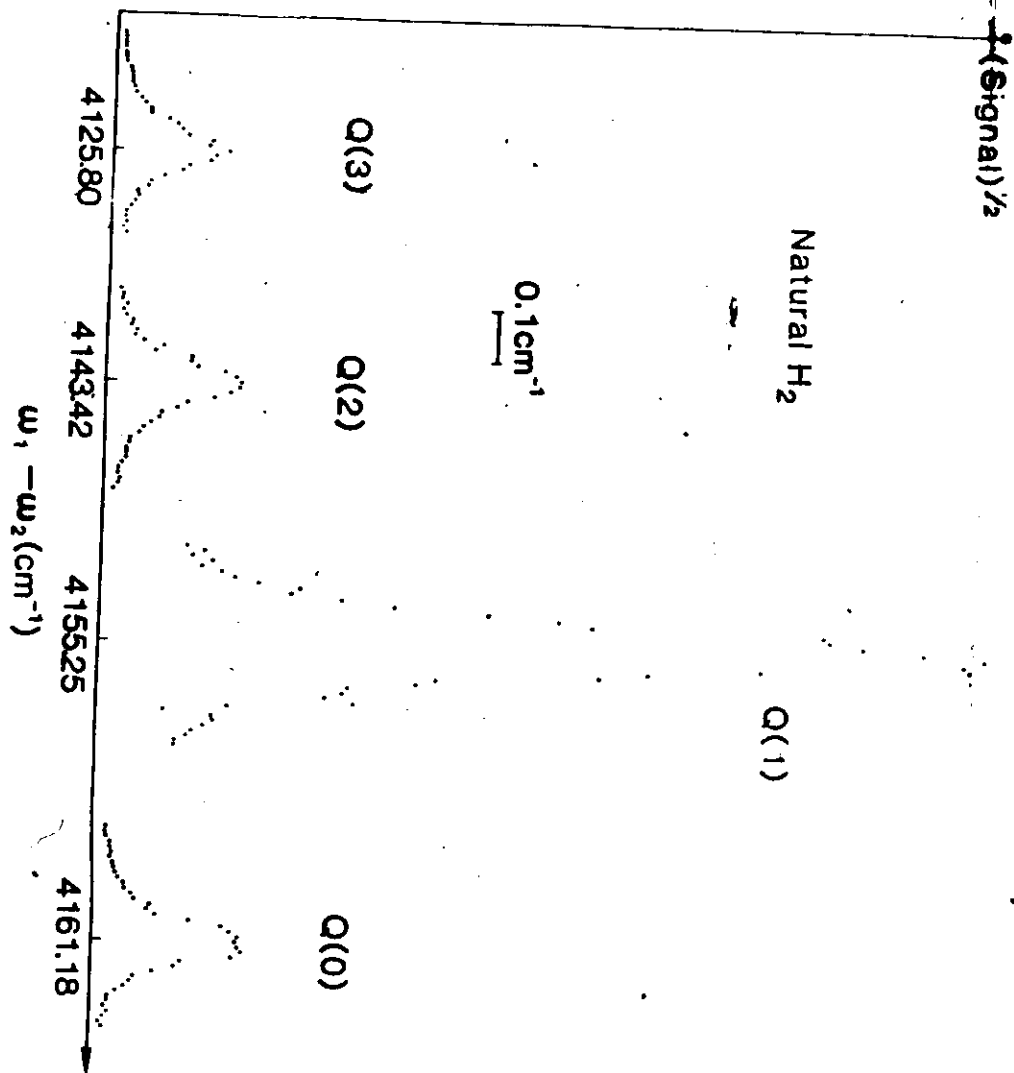 (Signal)½
Natural H₂
0.1cm⁻¹
Q(3)
Q(2)
Q(1)
Q(0)
4125.80
4143.42
4155.25
4161.18
ω₁ −ω₂(cm⁻¹)